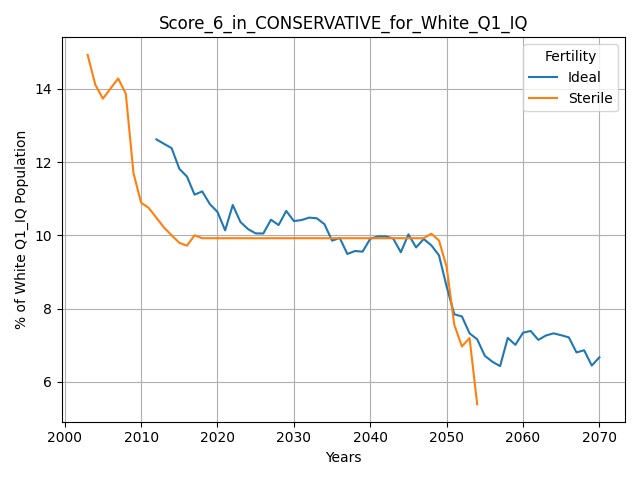 Score_6_in_CONSERVATIVE_for_White_Q1_IQ
Fertility
Ideal
Sterile
% of White Q1_IQ Population
14
12
10
8
6
2000 2010 2020 2030 2040 2050 2060 2070
Years